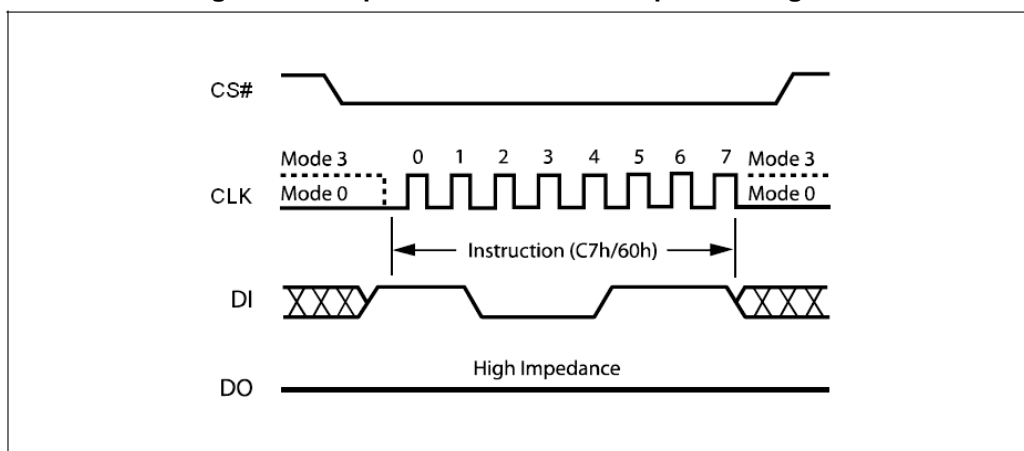 CS#
Mode 3 0 1 2 3 4 5 6 7 Mode 3
CLK Mode 0 Mode 0
Instruction (C7h/60h)
DI
High Impedance
DO